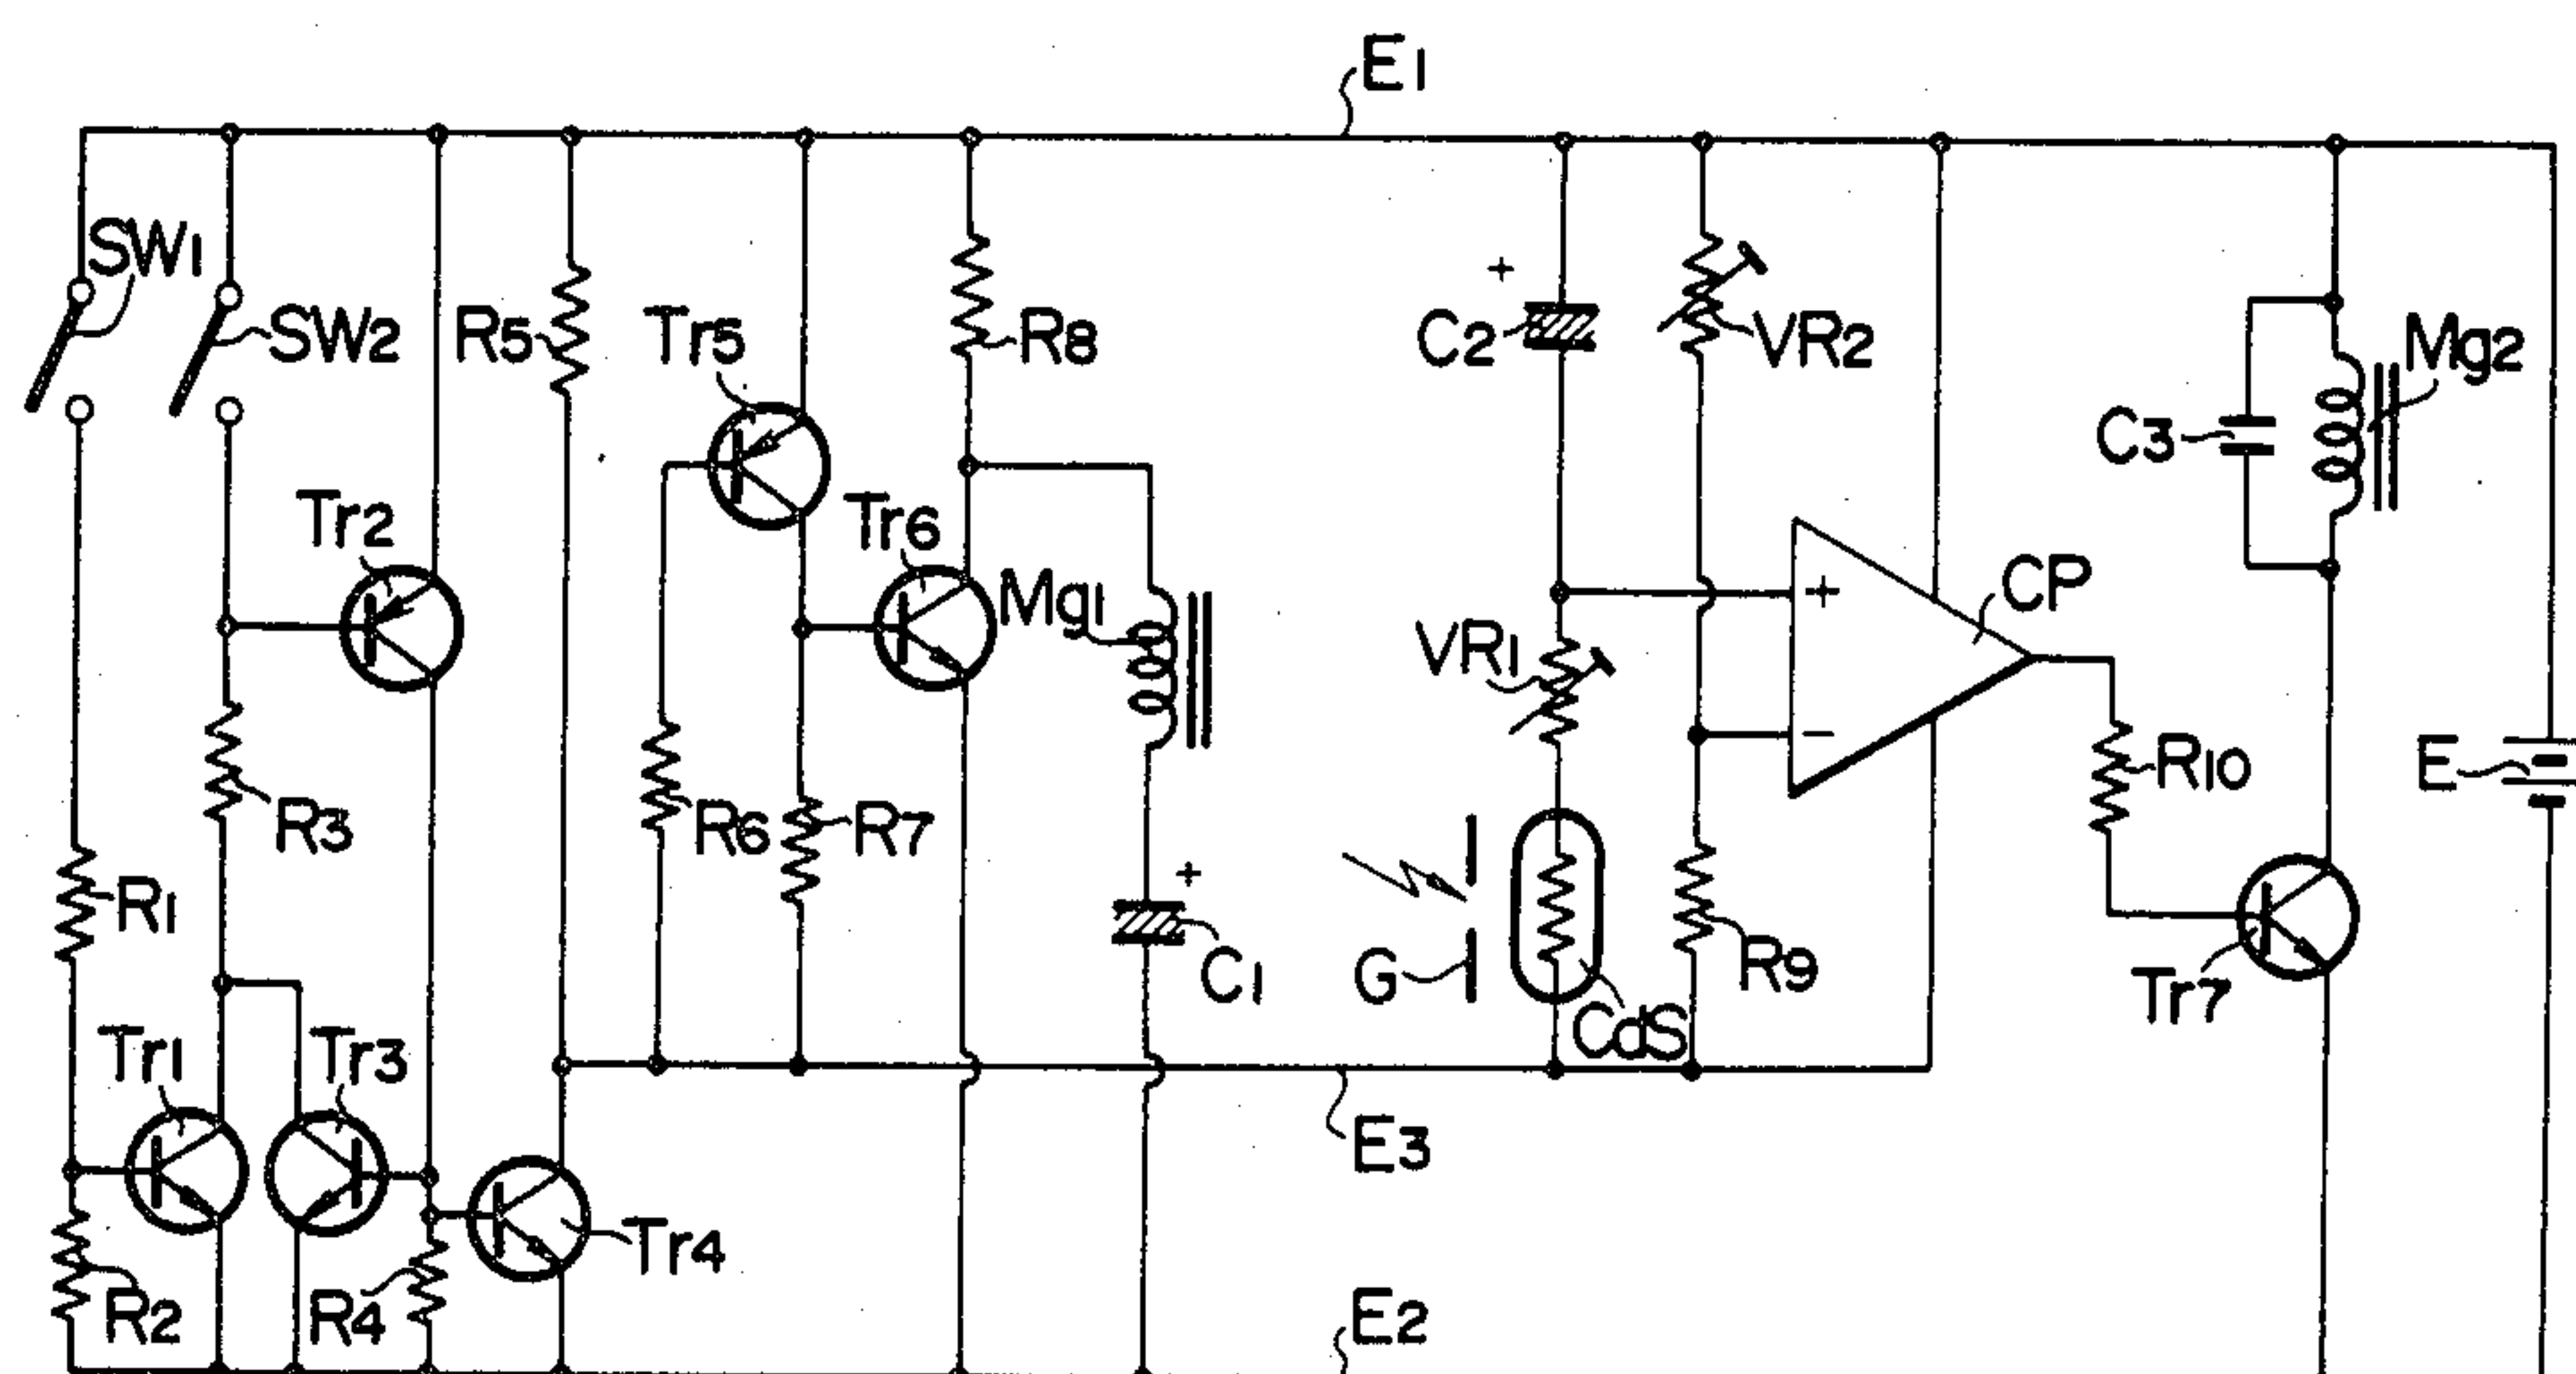 E1
SW1
SW2
R5
Tr5
R8
C2
+
VR2
Mg2
C3
Tr2
Tr6
Mg1
+
CP
VR1
−
R3
R6
R7
R10
E
R1
+
C1
G
R9
CdS
Tr7
Tr1
Tr3
E3
Tr4
R2
R4
E2